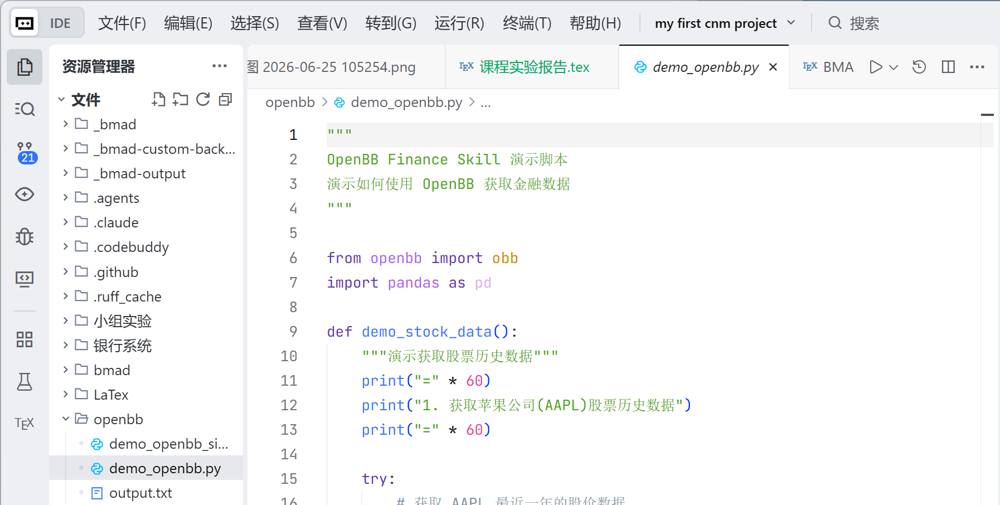 IDE 文件(F) 编辑(E) 选择(S) 查看(V) 转到(G) 运行(R) 终端(T) 帮助(H) my first cnm project 搜索
资源管理器 ...
图 2026-06-25 105254.png TEX 课程实验报告.tex demo_openbb.py TEX BMA ...
文件
openbb > demo_openbb.py > ...
_bmad
_bmad-custom-back...
_bmad-output
.agents
.claude
.codebuddy
.github
.ruff_cache
小组实验
银行系统
bmad
LaTex
openbb
demo_openbb_si...
demo_openbb.py
output.txt
21
TEX
1 """
2 OpenBB Finance Skill 演示脚本
3 演示如何使用 OpenBB 获取金融数据
4 """
5
6 from openbb import obb
7 import pandas as pd
8
9 def demo_stock_data():
10 """演示获取股票历史数据"""
11 print("=" * 60)
12 print("1. 获取苹果公司(AAPL)股票历史数据")
13 print("=" * 60)
14
15 try:
16 # 获取 AAPL 最近一年的股价数据